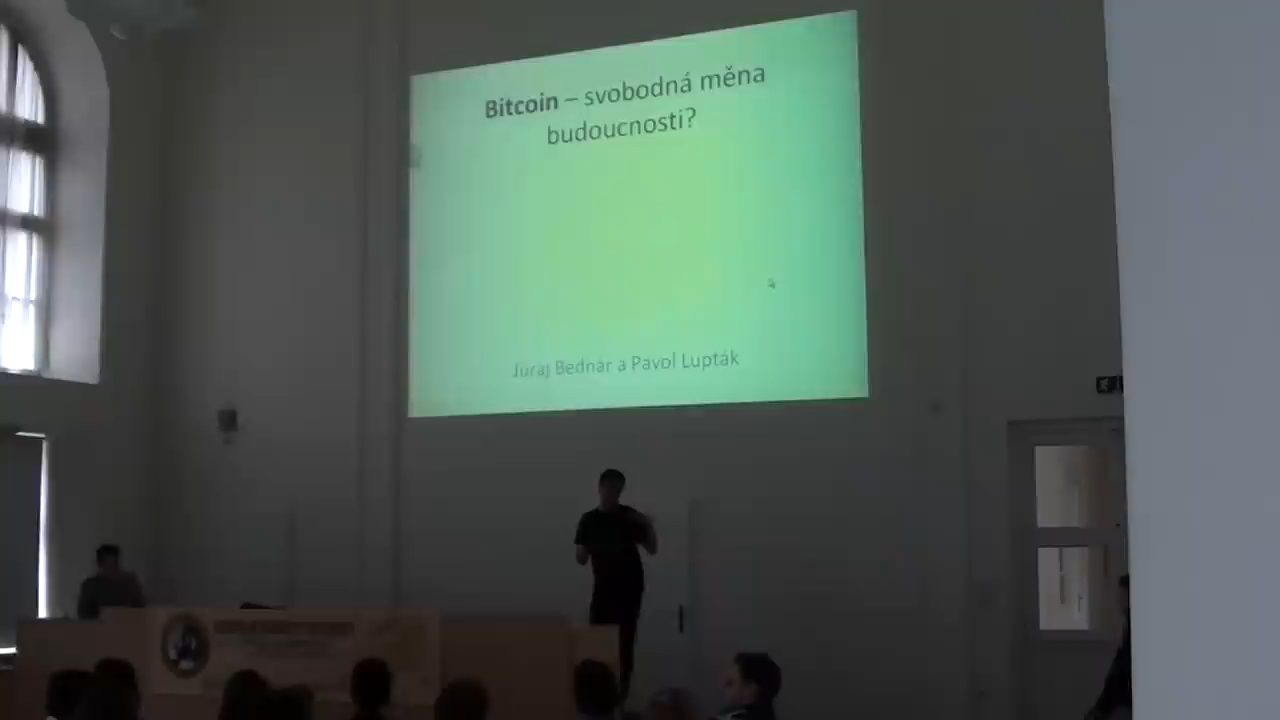 Bitcoin – svobodná měna
budoucnosti?
Juraj Bednár a Pavol Lupták